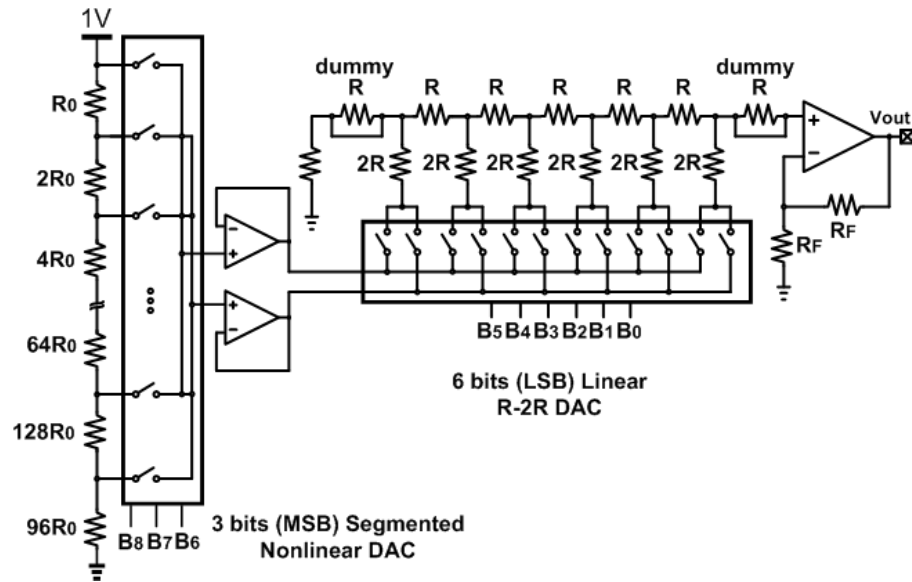 1V
R0
2R0
4R0
64R0
128R0
96R0
B8 B7 B6
3 bits (MSB) Segmented
Nonlinear DAC
dummy
R
R
R
R
R
R
dummy
R
2R
2R
2R
2R
2R
2R
+
−
Vout
RF
RF
−
+
+
−
B5 B4 B3 B2 B1 B0
6 bits (LSB) Linear
R-2R DAC